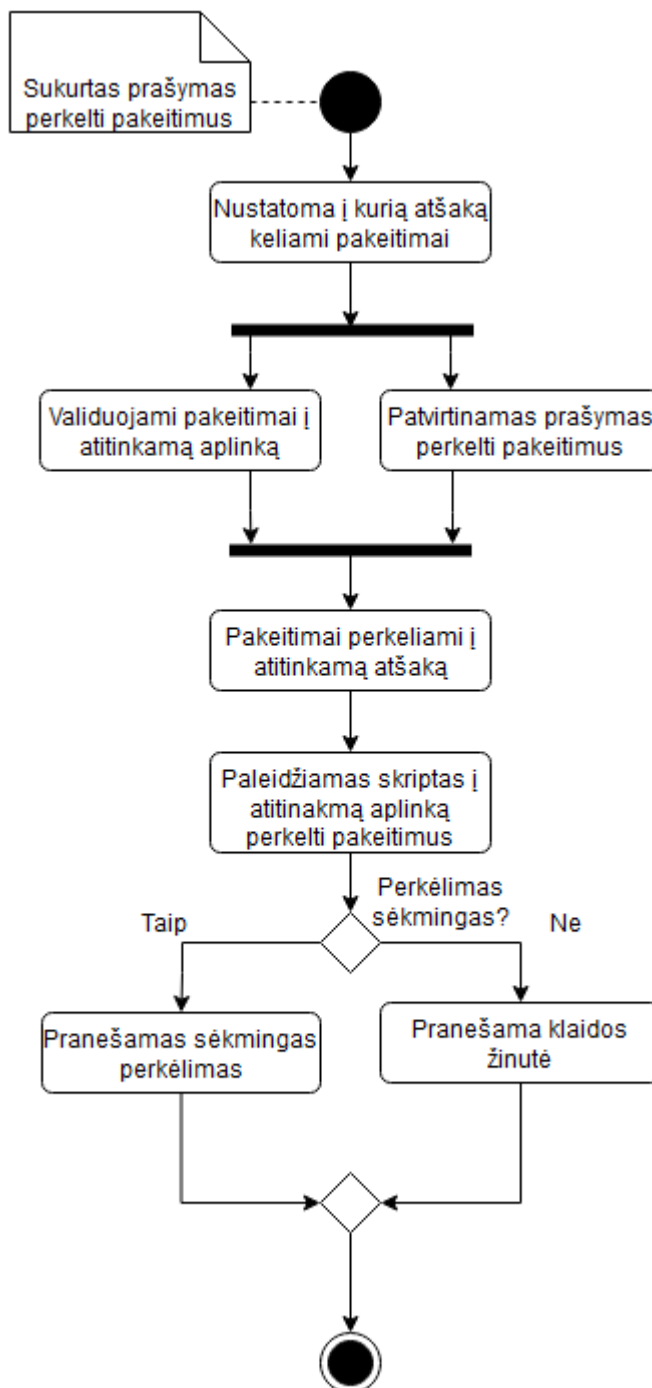 Sukurtas prašymas
perkelti pakeitimus
Nustatoma į kurią atšaką
keliami pakeitimai
Validuojami pakeitimai į
atitinkamą aplinką
Patvirtinamas prašymas
perkelti pakeitimus
Pakeitimai perkeliami į
atitinkamą atšaką
Paleidžiamas skriptas į
atitinakmą aplinką
perkelti pakeitimus
Perkėlimas
sėkmingas?
Taip
Ne
Pranešamas sėkmingas
perkėlimas
Pranešama klaidos
žinutė